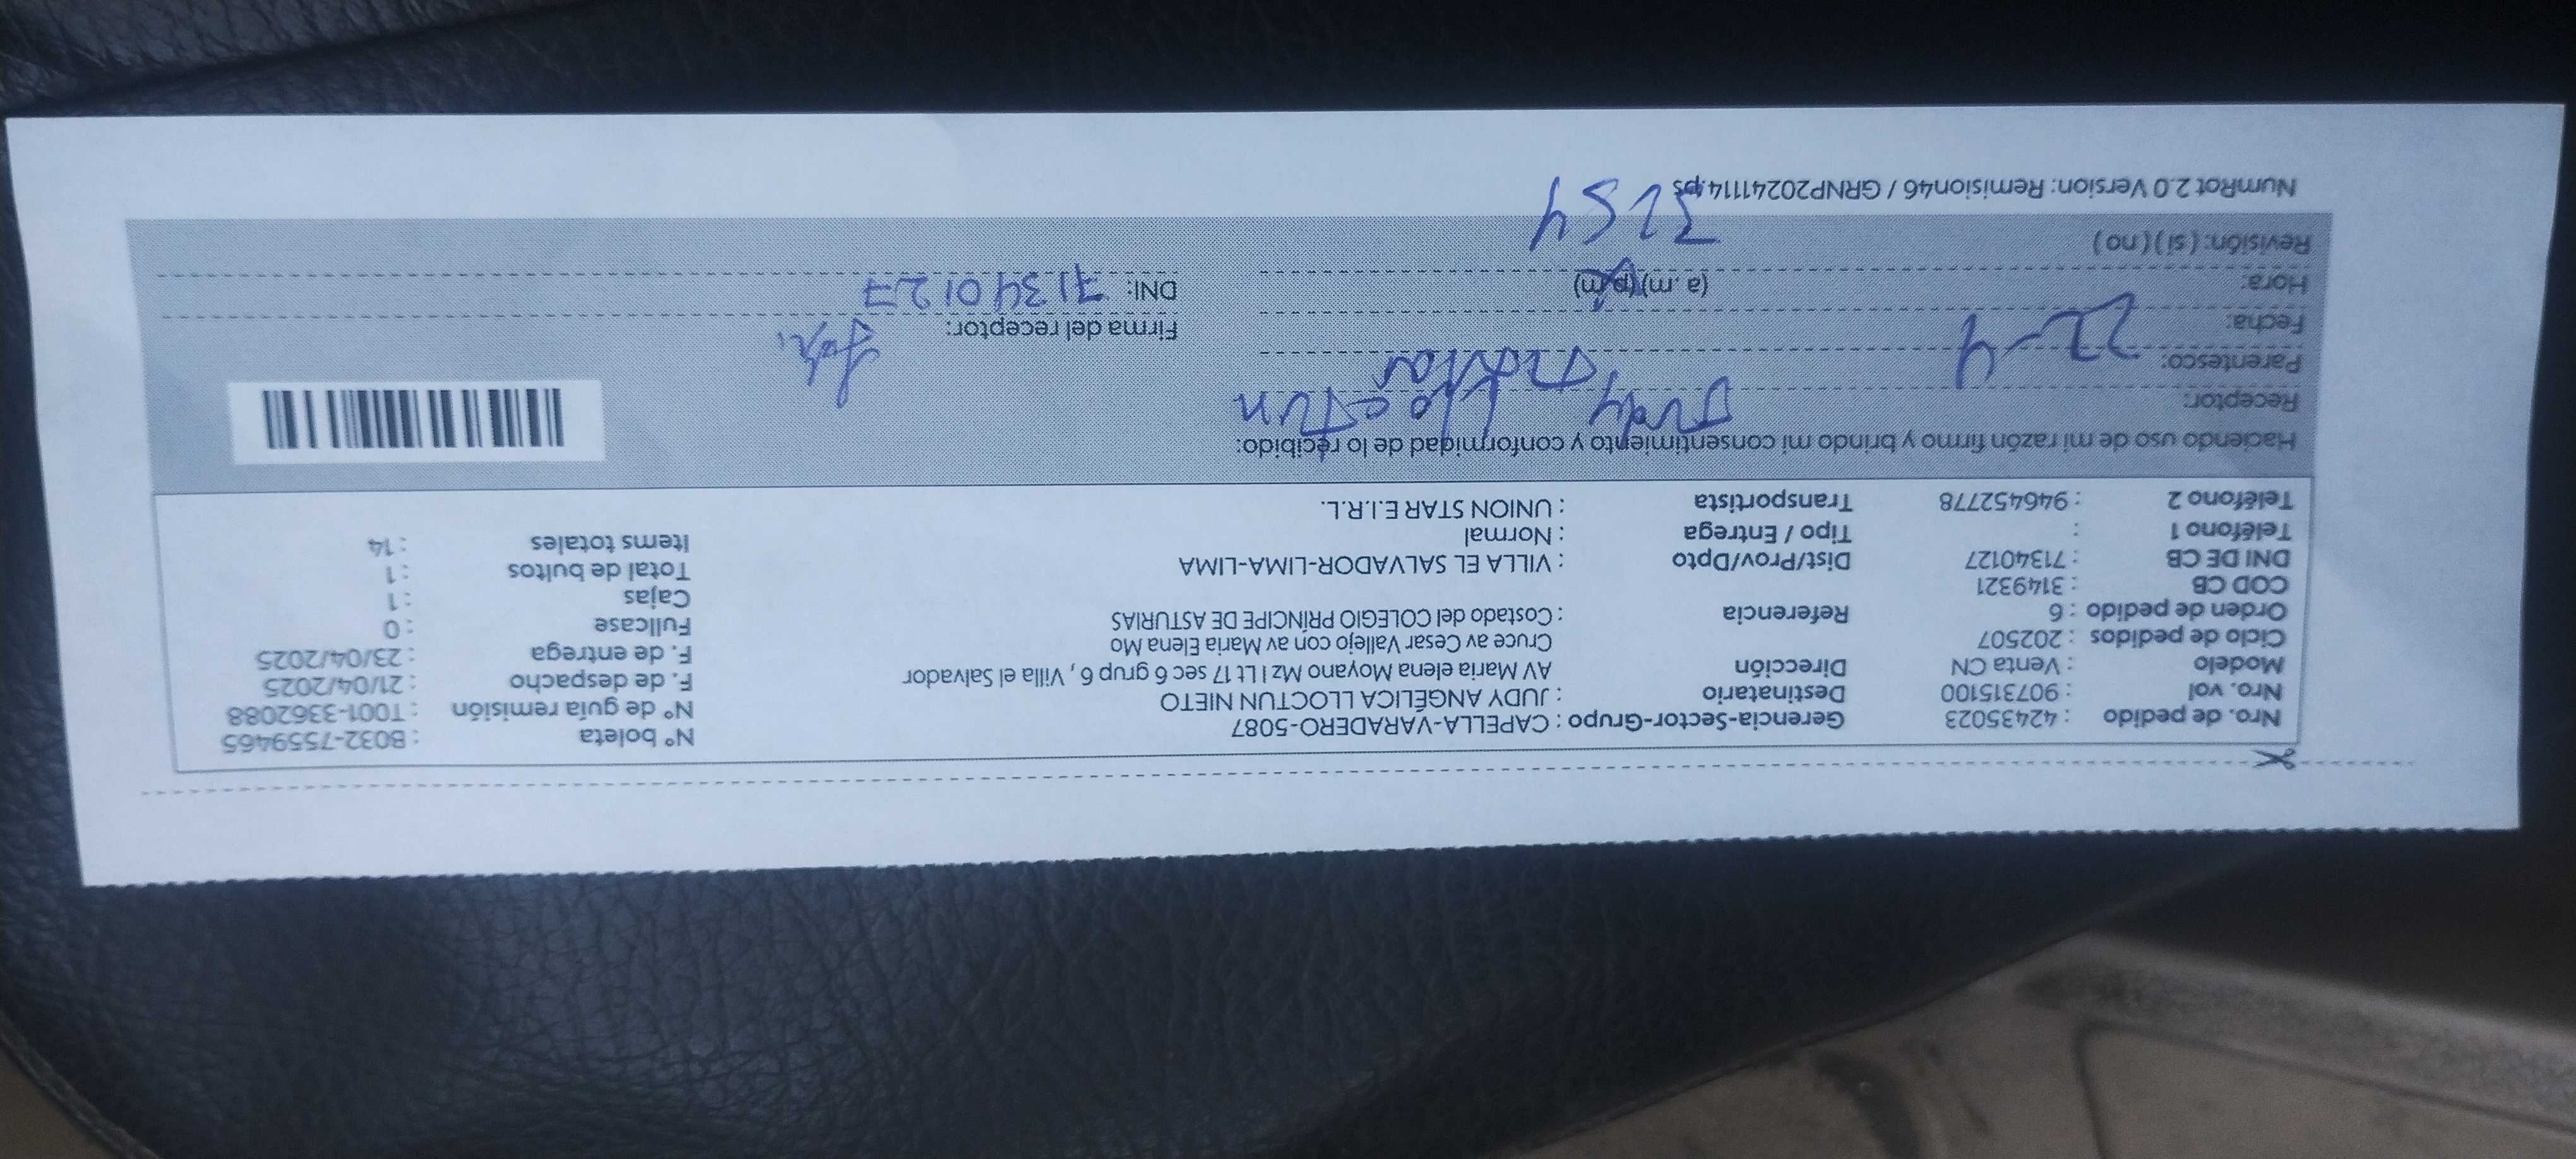 Nro. de pedido : 42435023
Nro. vol : 907315100
Modelo : Venta CN
Ciclo de pedidos : 202507
Orden de pedido : 6
COD CB : 3149321
DNI DE CB : 71340127
Teléfono 1 :
Teléfono 2 : 946452778
Gerencia-Sector-Grupo : CAPELLA-VARADERO-5087
Destinatario : JUDY ANGÉLICA LLOCTUN NIETO
Dirección AV Maria elena Moyano Mz I Lt 17 sec 6 grup 6 , Villa el Salvador
Cruce av Cesar Vallejo con av Maria Elena Mo
Referencia : Costado del COLEGIO PRÍNCIPE DE ASTURIAS
Dist/Prov/Dpto : VILLA EL SALVADOR-LIMA-LIMA
Tipo / Entrega : Normal
Transportista : UNION STAR E.I.R.L.
N° boleta : B032-7559465
N° de guía remisión : T001-3362088
F. de despacho : 21/04/2025
F. de entrega : 23/04/2025
Fullcase : 0
Cajas : 1
Total de bultos : 1
Items totales : 14
Haciendo uso de mi razón firmo y brindo mi consentimiento y conformidad de lo recibido:
Receptor: Judy Lloctun
Parentesco: titular
Fecha: 22-4
Hora: (a.m) (p.m)
Revisión: ( si ) ( no ) 3254
Firma del receptor:
DNI: 71340127
NumRot 2.0 Version: Remision46 / GRNP20241114.ps